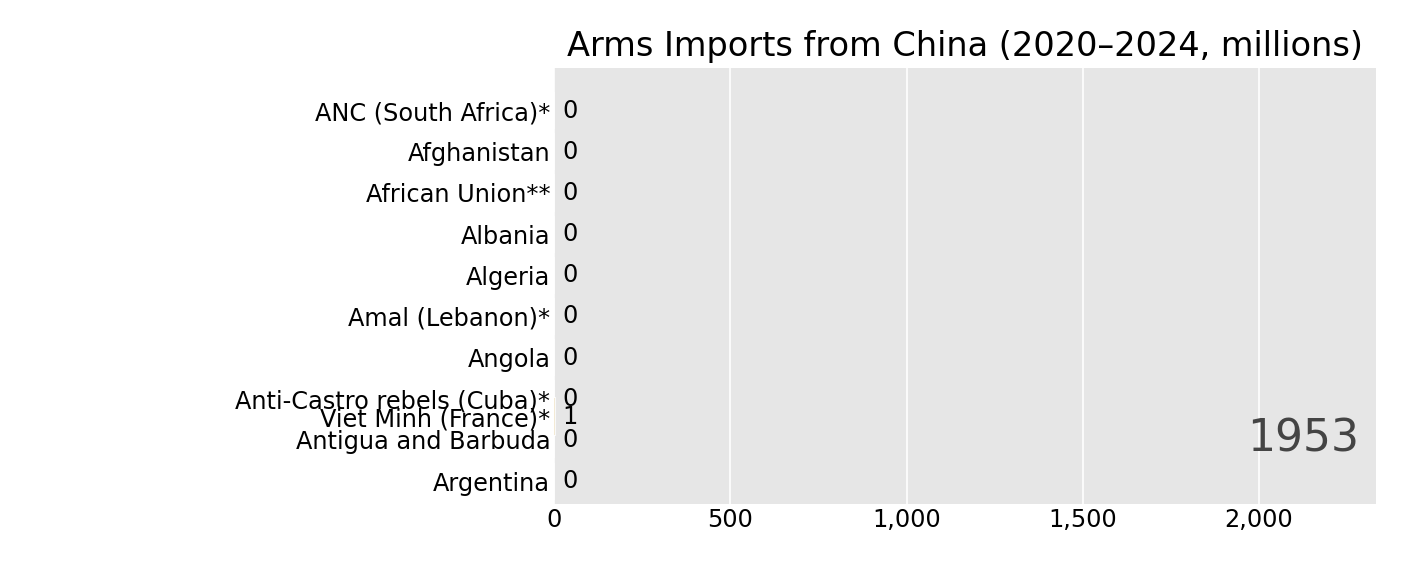 Arms Imports from China (2020–2024, millions)
ANC (South Africa)* 0
Afghanistan 0
African Union** 0
Albania 0
Algeria 0
Amal (Lebanon)* 0
Angola 0
Anti-Castro rebels (Cuba)* 0
Viet Minh (France)* 1
Antigua and Barbuda 0
1953
Argentina 0
0 500 1,000 1,500 2,000